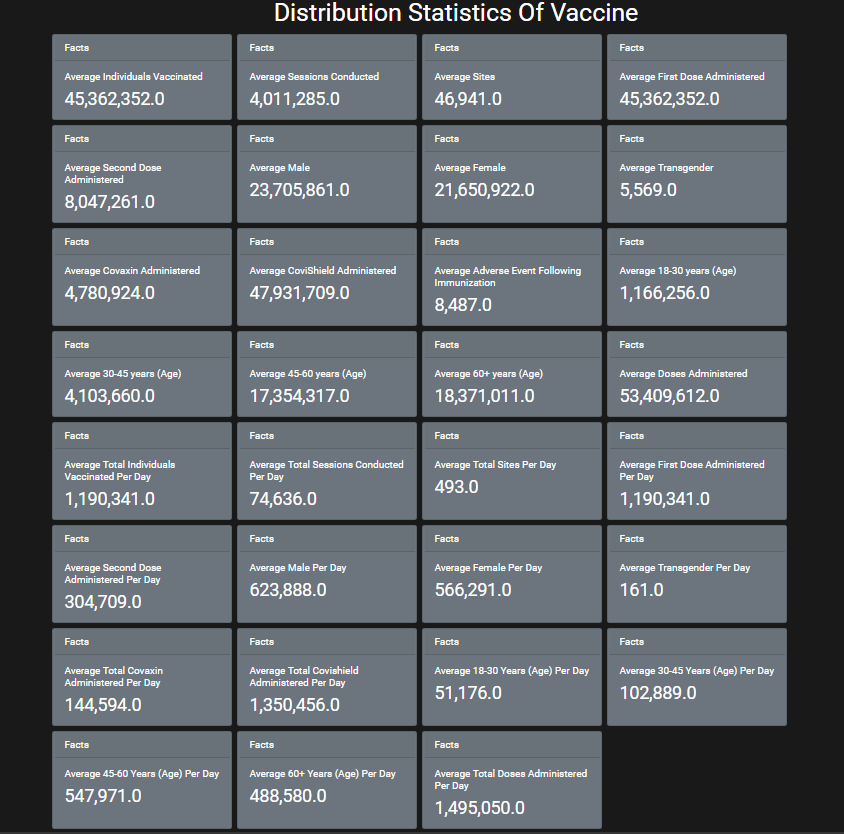 Distribution Statistics Of Vaccine
Facts
Average Individuals Vaccinated
45,362,352.0
Facts
Average Sessions Conducted
4,011,285.0
Facts
Average Sites
46,941.0
Facts
Average First Dose Administered
45,362,352.0
Facts
Average Second Dose
Administered
8,047,261.0
Facts
Average Male
23,705,861.0
Facts
Average Female
21,650,922.0
Facts
Average Transgender
5,569.0
Facts
Average Covaxin Administered
4,780,924.0
Facts
Average CoviShield Administered
47,931,709.0
Facts
Average Adverse Event Following
Immunization
8,487.0
Facts
Average 18-30 years (Age)
1,166,256.0
Facts
Average 30-45 years (Age)
4,103,660.0
Facts
Average 45-60 years (Age)
17,354,317.0
Facts
Average 60+ years (Age)
18,371,011.0
Facts
Average Doses Administered
53,409,612.0
Facts
Average Total Individuals
Vaccinated Per Day
1,190,341.0
Facts
Average Total Sessions Conducted
Per Day
74,636.0
Facts
Average Total Sites Per Day
493.0
Facts
Average First Dose Administered
Per Day
1,190,341.0
Facts
Average Second Dose
Administered Per Day
304,709.0
Facts
Average Male Per Day
623,888.0
Facts
Average Female Per Day
566,291.0
Facts
Average Transgender Per Day
161.0
Facts
Average Total Covaxin
Administered Per Day
144,594.0
Facts
Average Total Covishield
Administered Per Day
1,350,456.0
Facts
Average 18-30 Years (Age) Per Day
51,176.0
Facts
Average 30-45 Years (Age) Per Day
102,889.0
Facts
Average 45-60 Years (Age) Per Day
547,971.0
Facts
Average 60+ Years (Age) Per Day
488,580.0
Facts
Average Total Doses Administered
Per Day
1,495,050.0